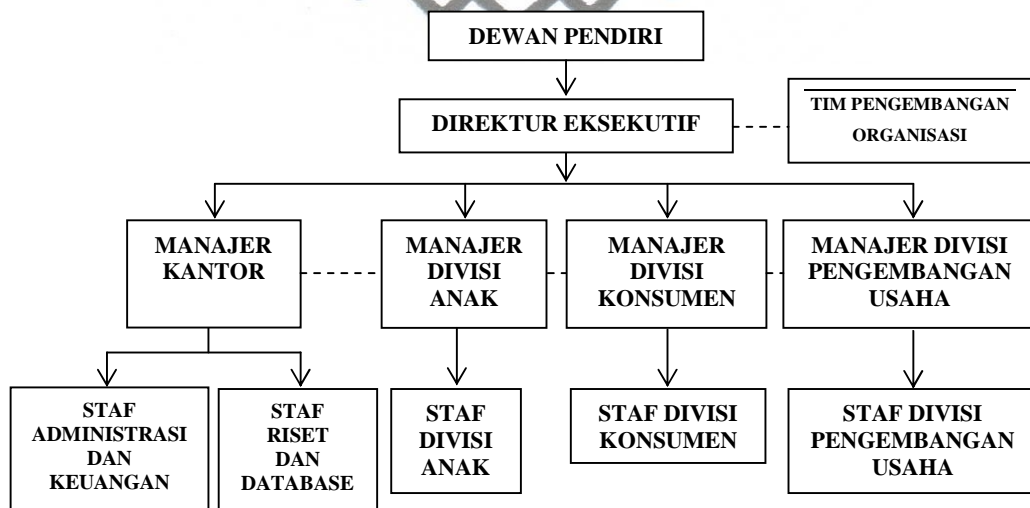 DEWAN PENDIRI
DIREKTUR EKSEKUTIF
TIM PENGEMBANGAN
ORGANISASI
MANAJER
KANTOR
MANAJER
DIVISI
ANAK
MANAJER
DIVISI
KONSUMEN
MANAJER DIVISI
PENGEMBANGAN
USAHA
STAF
ADMINISTRASI
DAN
KEUANGAN
STAF
RISET
DAN
DATABASE
STAF
DIVISI
ANAK
STAF DIVISI
KONSUMEN
STAF DIVISI
PENGEMBANGAN
USAHA